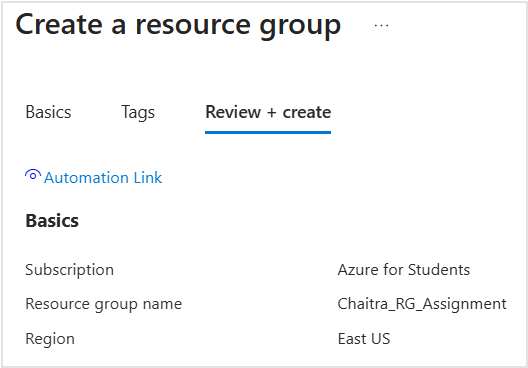 Create a resource group ...
Basics Tags Review + create
Automation Link
Basics
Subscription Azure for Students
Resource group name Chaitra_RG_Assignment
Region East US